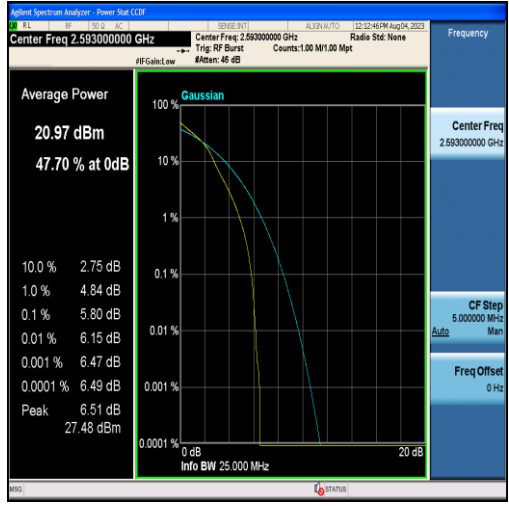 Agilent Spectrum Analyzer - Power Stat CCDF
RL RF 50 Ω AC SENSE:INT ALIGN AUTO 12:12:46 PM Aug 04, 2023
Center Freq 2.593000000 GHz
Center Freq: 2.593000000 GHz Radio Std: None
Trig: RF Burst Counts:1.00 M/1.00 Mpt
#IFGain:Low #Atten: 46 dB
Frequency
Average Power
20.97 dBm
47.70 % at 0dB
10.0 % 2.75 dB
1.0 % 4.84 dB
0.1 % 5.80 dB
0.01 % 6.15 dB
0.001 % 6.47 dB
0.0001 % 6.49 dB
Peak 6.51 dB
27.48 dBm
Gaussian
100 %
10 %
1 %
0.1 %
0.01 %
0.001 %
0.0001 %
0 dB 20 dB
Info BW 25.000 MHz
Center Freq
2.593000000 GHz
CF Step
5.000000 MHz
Auto Man
Freq Offset
0 Hz
MSG STATUS